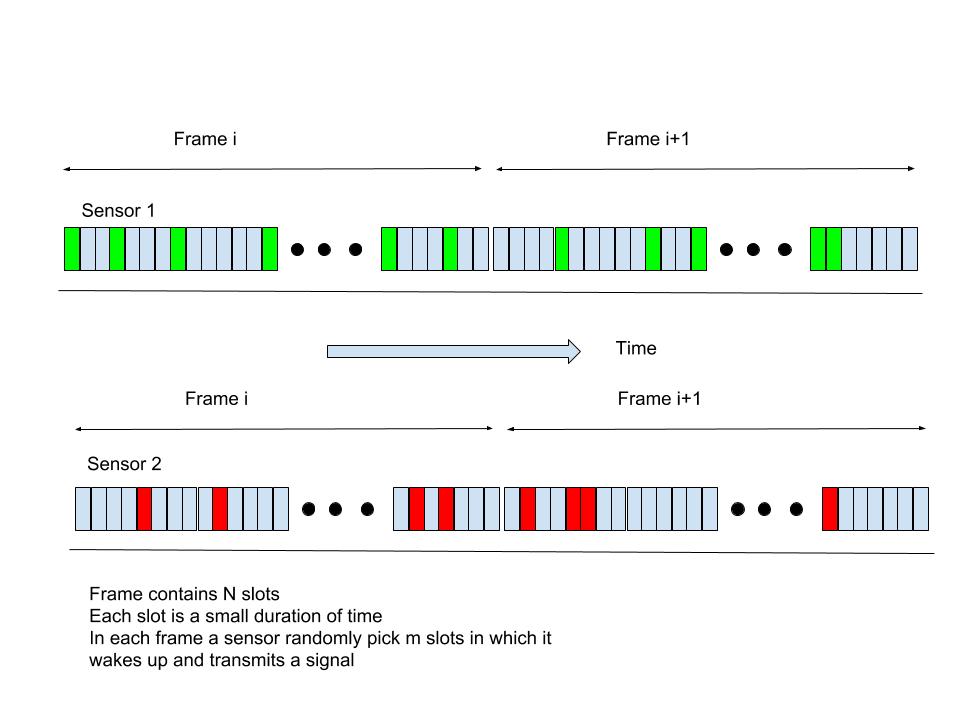 Frame i
Frame i+1
Sensor 1
Time
Frame i
Frame i+1
Sensor 2
Frame contains N slots
Each slot is a small duration of time
In each frame a sensor randomly pick m slots in which it
wakes up and transmits a signal